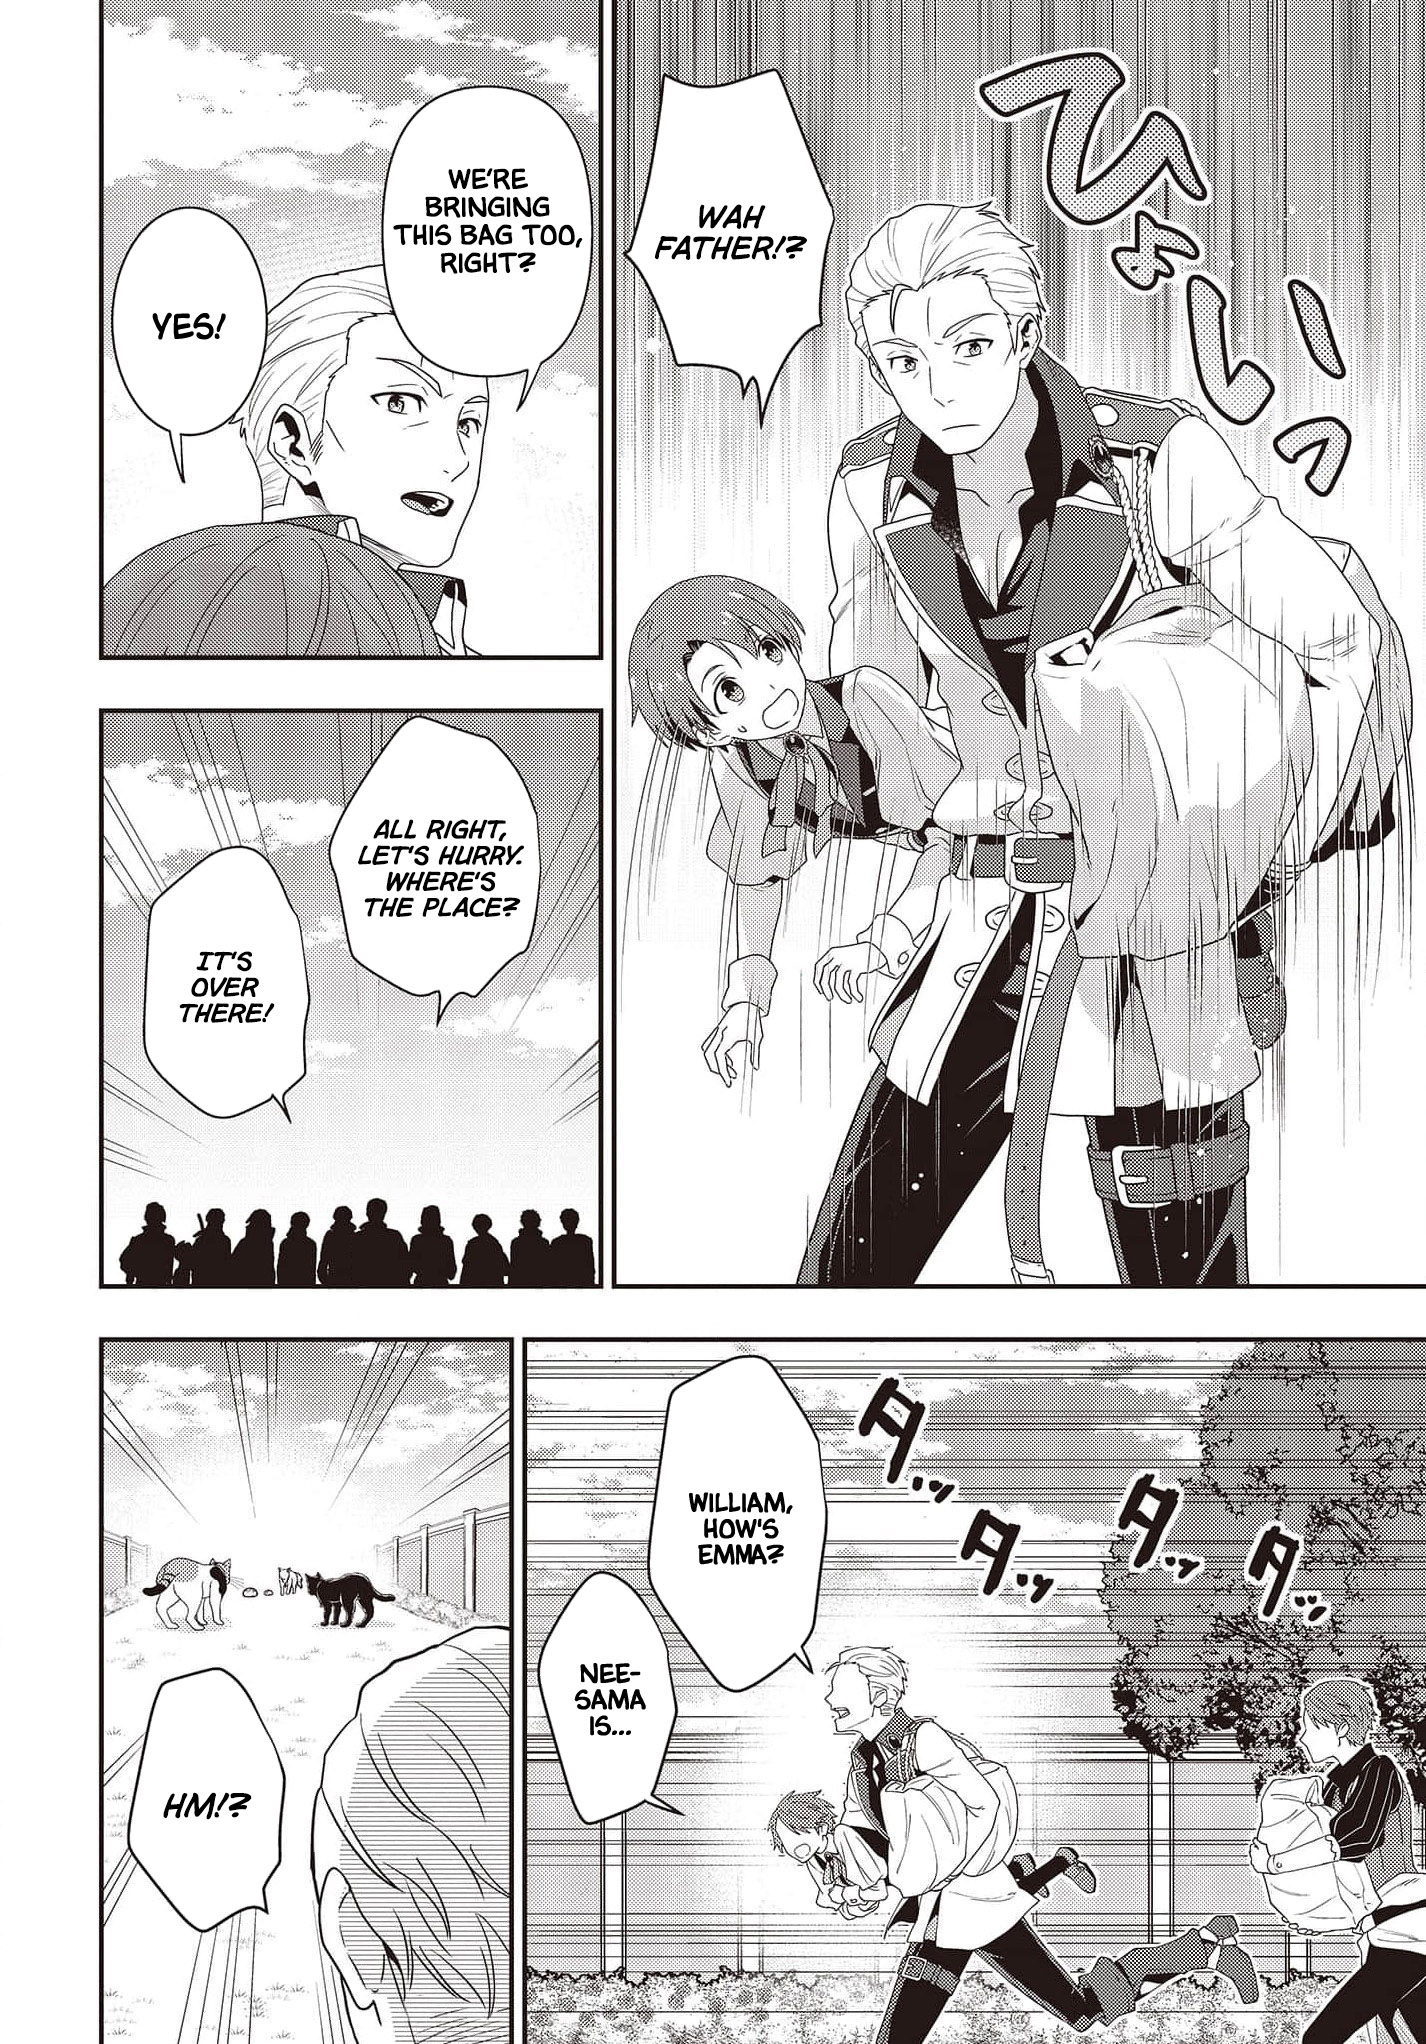 ひょいっ
WAH
FATHER!?
WE'RE
BRINGING
THIS BAG TOO,
RIGHT?
YES!
ALL RIGHT,
LET'S HURRY.
WHERE'S
THE PLACE?
IT'S
OVER
THERE!
タッ
タッ
タッ
タッ
WILLIAM,
HOW'S
EMMA?
NEE-
SAMA
IS...
HM!?